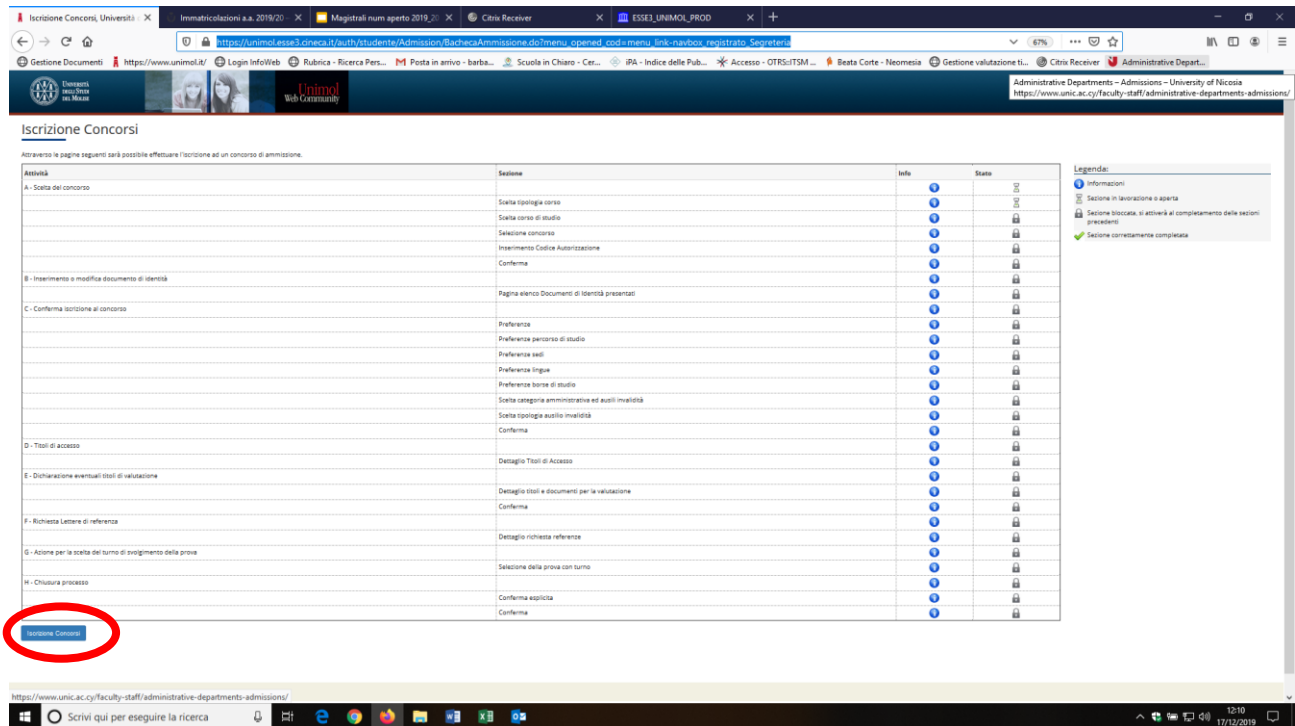 Iscrizione Concorsi, Università
Immatricolazioni a.a. 2019/20 -
Magistrali num aperto 2019_20
Citrix Receiver
ESSE3_UNIMOL_PROD
https://unimol.esse3.cineca.it/auth/studente/Admission/BachecaAmmissione.do?menu_opened_cod=menu_link-navbox_registrato_Segreteria
67%
Gestione Documenti
https://www.unimol.it/
Login InfoWeb
Rubrica - Ricerca Pers...
Posta in arrivo - barba...
Scuola in Chiaro - Cer...
iPA - Indice delle Pub...
Accesso - OTRS::ITSM ...
Beata Corte - Neomesia
Gestione valutazione ti...
Citrix Receiver
Administrative Depart...
Administrative Departments – Admissions – University of Nicosia
https://www.unic.ac.cy/faculty-staff/administrative-departments-admissions/
Università
degli Studi
del Molise
Unimol
Web Community
Iscrizione Concorsi
Attraverso le pagine seguenti sarà possibile effettuare l'iscrizione ad un concorso di ammissione.
Attività Sezione Info Stato
A - Scelta del concorso
Scelta tipologia corso
Scelta corso di studio
Selezione concorso
Inserimento Codice Autorizzazione
Conferma
B - Inserimento o modifica documento di identità
Pagina elenco Documenti di Identità presentati
C - Conferma iscrizione al concorso
Preferenze
Preferenze percorso di studio
Preferenze sedi
Preferenze lingue
Preferenze borse di studio
Scelta categoria amministrativa ed ausili invalidità
Scelta tipologia ausilio invalidità
Conferma
D - Titoli di accesso
Dettaglio Titoli di Accesso
E - Dichiarazione eventuali titoli di valutazione
Dettaglio titoli e documenti per la valutazione
Conferma
F - Richiesta Lettere di referenza
Dettaglio richiesta referenze
G - Azione per la scelta del turno di svolgimento della prova
Selezione della prova con turno
H - Chiusura processo
Conferma esplicita
Conferma
Legenda:
Informazioni
Sezione in lavorazione o aperta
Sezione bloccata, si attiverà al completamento delle sezioni
precedenti
Sezione correttamente completata
Iscrizione Concorsi
https://www.unic.ac.cy/faculty-staff/administrative-departments-admissions/
Scrivi qui per eseguire la ricerca
12:10
17/12/2019